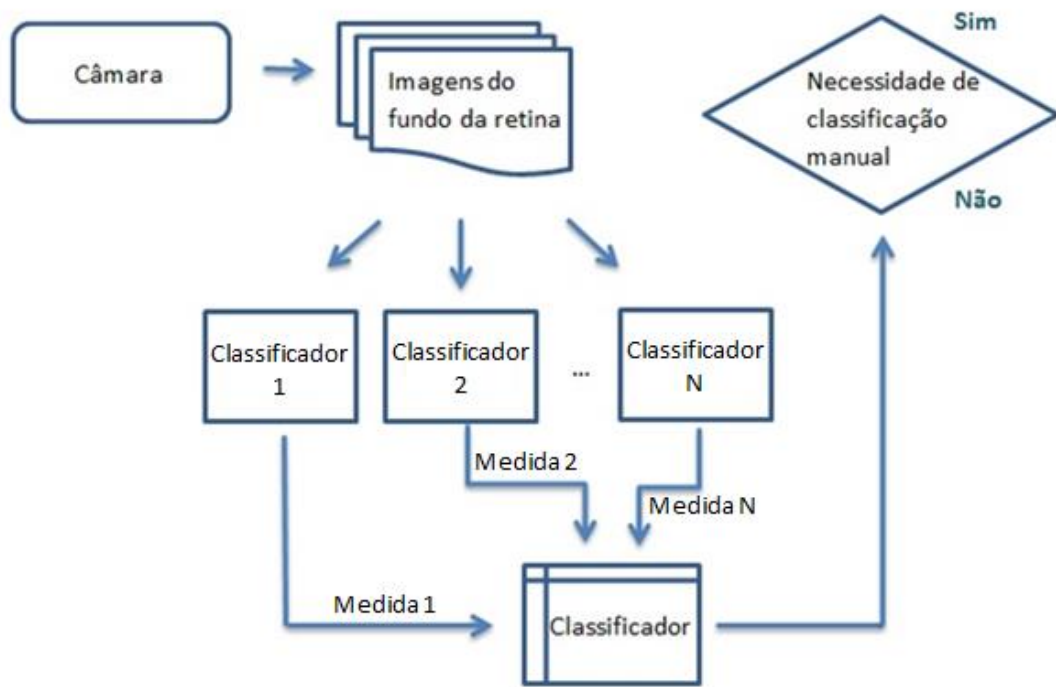 Câmara
Imagens do
fundo da retina
Sim
Necessidade de
classificação
manual
Não
Classificador
1
Classificador
2
...
Classificador
N
Medida 2
Medida N
Medida 1
Classificador